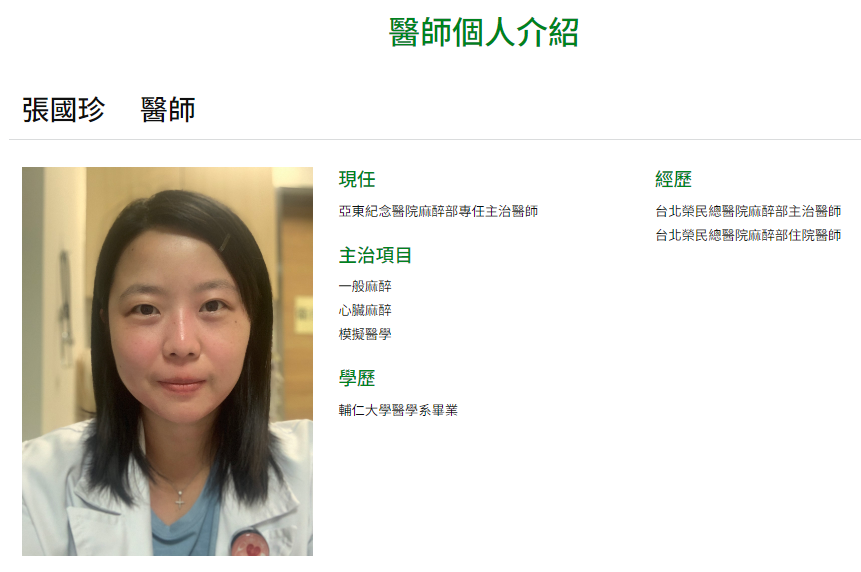 醫師個人介紹
張國珍 醫師
現任
亞東紀念醫院麻醉部專任主治醫師
主治項目
一般麻醉
心臟麻醉
模擬醫學
學歷
輔仁大學醫學系畢業
經歷
台北榮民總醫院麻醉部主治醫師
台北榮民總醫院麻醉部住院醫師